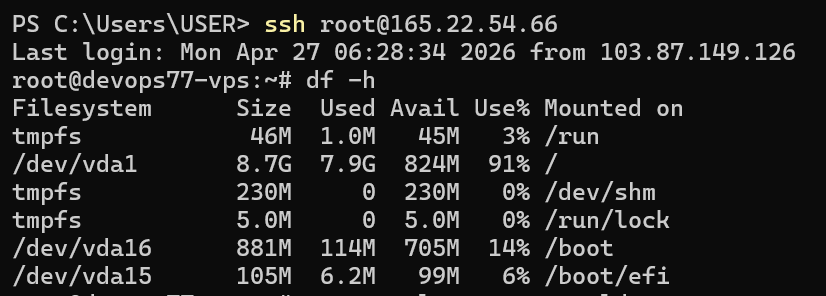 PS C:\Users\USER> ssh root@165.22.54.66
Last login: Mon Apr 27 06:28:34 2026 from 103.87.149.126
root@devops77-vps:~# df -h
Filesystem      Size  Used Avail Use% Mounted on
tmpfs            46M  1.0M   45M   3% /run
/dev/vda1       8.7G  7.9G  824M  91% /
tmpfs           230M     0  230M   0% /dev/shm
tmpfs           5.0M     0  5.0M   0% /run/lock
/dev/vda16      881M  114M  705M  14% /boot
/dev/vda15      105M  6.2M   99M   6% /boot/efi